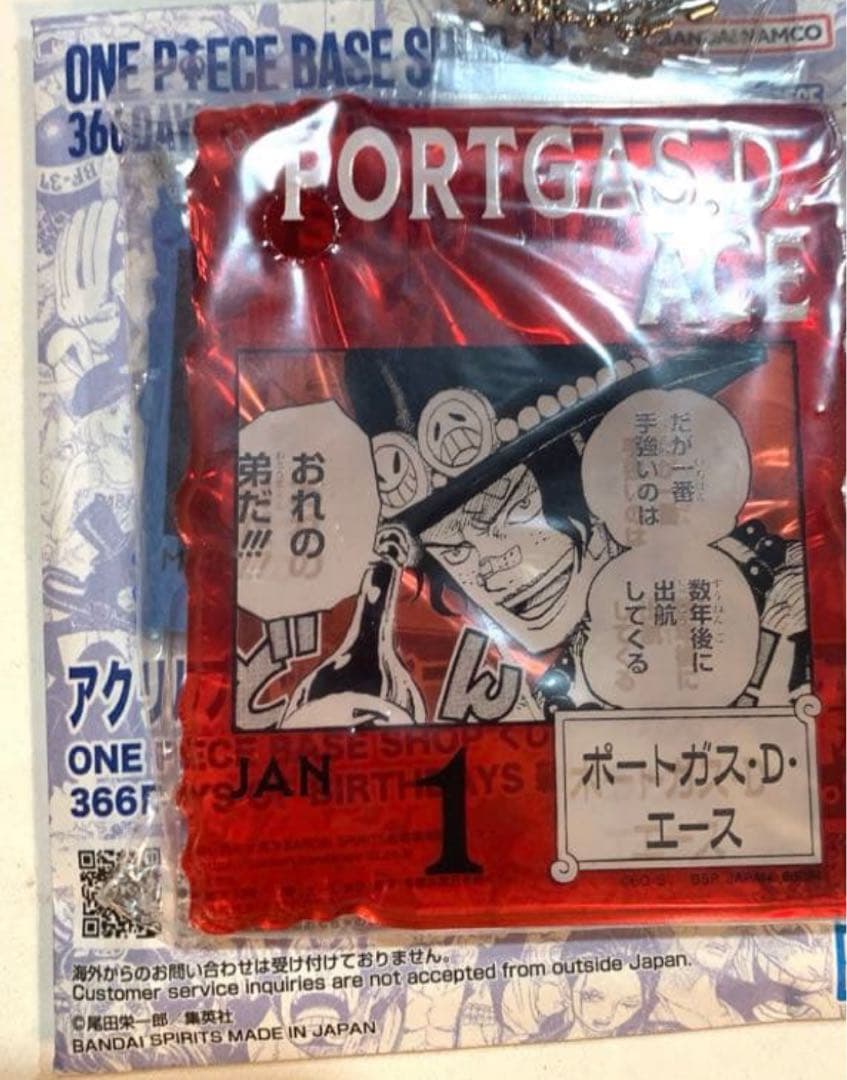 ONE PIECE BASE SH
BANDAI NAMCO
366DAY
PORTGAS.D.
ACE
だが一番
手強いのは
数年後に
出航
してくる
おれの
弟だ!!!
どん
JAN 1
ポートガス・D・
エース
アクリル
ONE PIECE BASE SHOP
366 DAYS OF BIRTHDAYS
海外からのお問い合わせは受け付けておりません。
Customer service inquiries are not accepted from outside Japan.
©尾田栄一郎／集英社
BANDAI SPIRITS MADE IN JAPAN